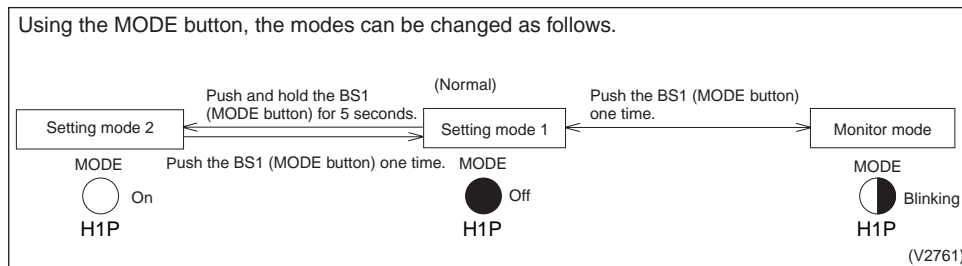 Using the MODE button, the modes can be changed as follows.
(Normal)
Push and hold the BS1
(MODE button) for 5 seconds.
Push the BS1 (MODE button)
one time.
Setting mode 2
Setting mode 1
Monitor mode
Push the BS1 (MODE button) one time.
MODE
On
H1P
MODE
Off
H1P
MODE
Blinking
H1P
(V2761)